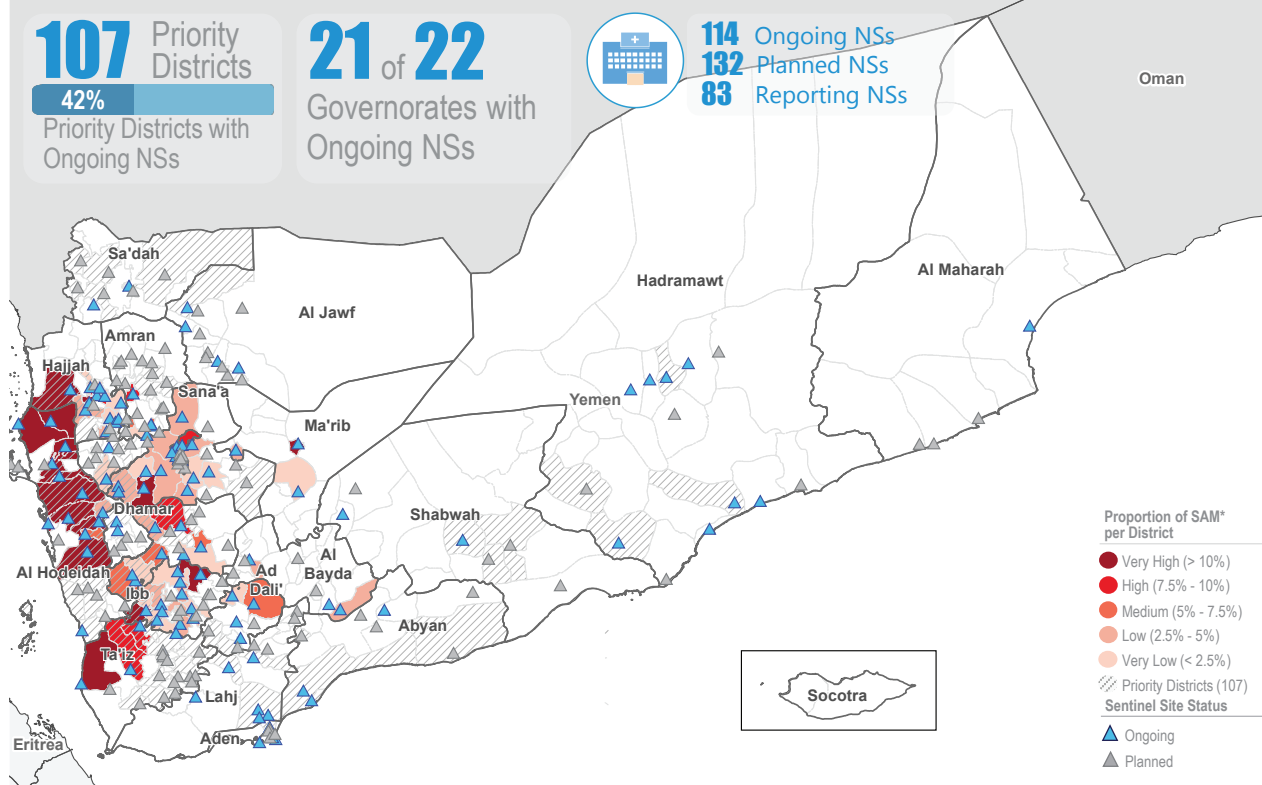 107 Priority Districts
42%
Priority Districts with
Ongoing NSs
21 of 22
Governorates with
Ongoing NSs
114 Ongoing NSs
132 Planned NSs
83 Reporting NSs
Oman
Sa'dah
Al Jawf
Hadramawt
Al Maharah
Amran
Hajjah
Sana'a
Yemen
Ma'rib
Dhamar
Shabwah
Al Hodeidah
Ibb
Ad
Dali'
Al
Bayda
Abyan
Ta'iz
Lahj
Aden
Eritrea
Socotra
Proportion of SAM*
per District
Very High (> 10%)
High (7.5% - 10%)
Medium (5% - 7.5%)
Low (2.5% - 5%)
Very Low (< 2.5%)
Priority Districts (107)
Sentinel Site Status
Ongoing
Planned